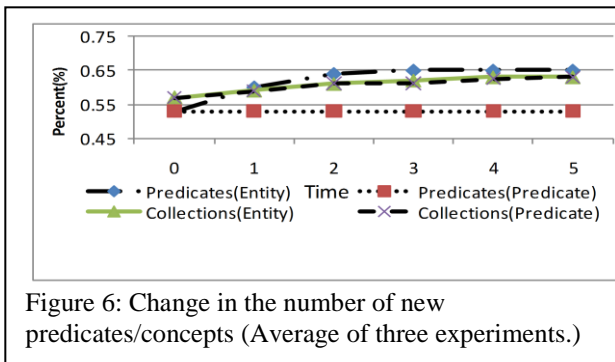 0.75
0.65
0.55
0.45
Percent(%)
0 1 2 3 4 5
Time
Predicates(Entity) Predicates(Predicate)
Collections(Entity) Collections(Predicate)
Figure 6: Change in the number of new
predicates/concepts (Average of three experiments.)